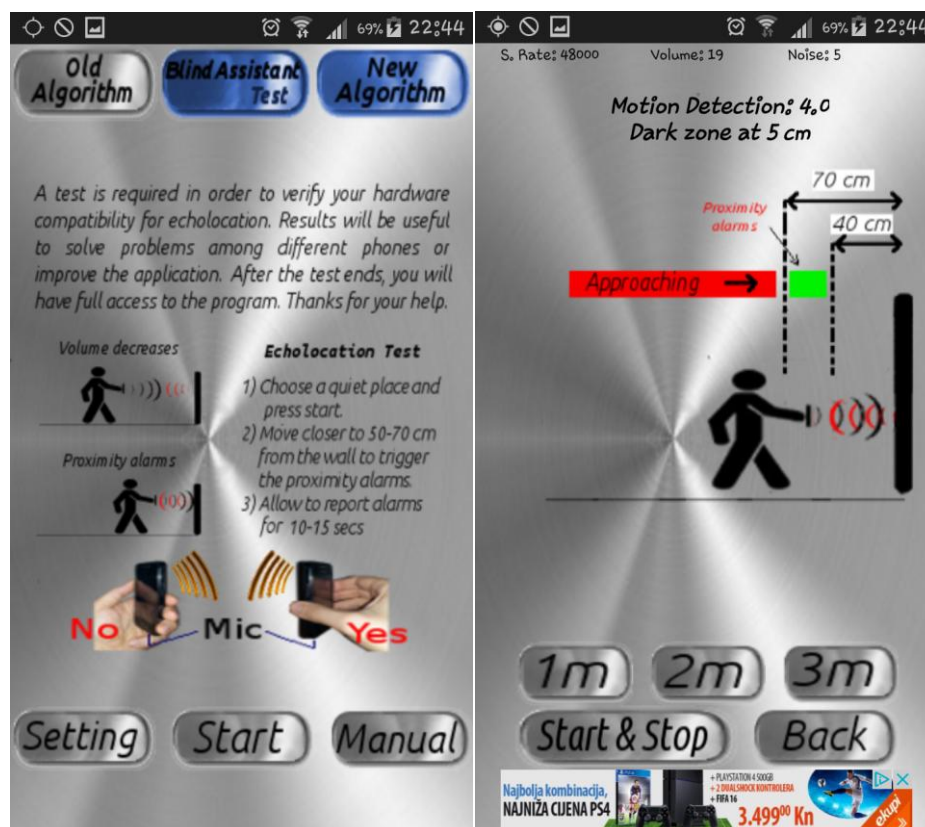 69% 22:44
Old Algorithm
Blind Assistant Test
New Algorithm
A test is required in order to verify your hardware
compatibility for echolocation. Results will be useful
to solve problems among different phones or
improve the application. After the test ends, you will
have full access to the program. Thanks for your help.
Volume decreases
Proximity alarms
Echolocation Test
1) Choose a quiet place and
press start.
2) Move closer to 50-70 cm
from the wall to trigger
the proximity alarms.
3) Allow to report alarms
for 10-15 secs
No
Mic
Yes
Setting
Start
Manual
69% 22:44
S. Rate: 48000 Volume: 19 Noise: 5
Motion Detection: 4.0
Dark zone at 5 cm
70 cm
Proximity
alarms
40 cm
Approaching
1m 2m 3m
Start & Stop
Back
Najbolja kombinacija,
NAJNIŽA CIJENA PS4
+ PLAYSTATION 4 500GB
+ 2 DUALSHOCK KONTROLERA
+ FIFA 16
3.499⁰⁰ Kn